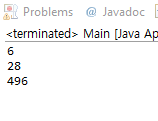 Problems @ Javadoc
<terminated> Main [Java Ap
6
28
496